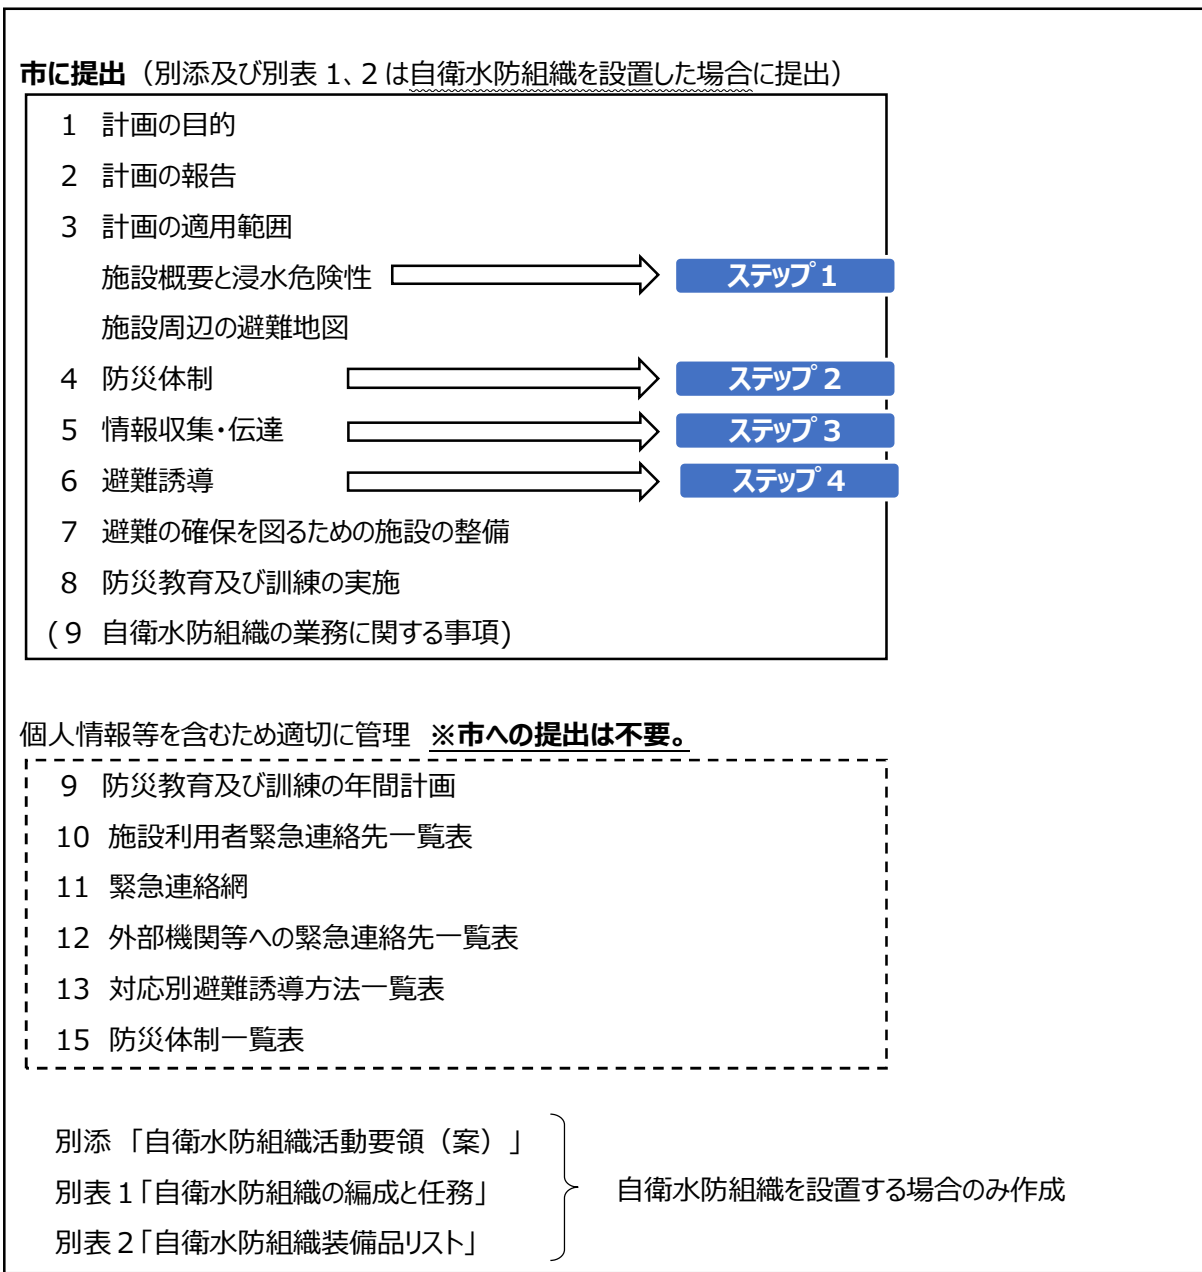 市に提出（別添及び別表1、2は自衛水防組織を設置した場合に提出）
1 計画の目的
2 計画の報告
3 計画の適用範囲
施設概要と浸水危険性 ステップ1
施設周辺の避難地図
4 防災体制 ステップ2
5 情報収集・伝達 ステップ3
6 避難誘導 ステップ4
7 避難の確保を図るための施設の整備
8 防災教育及び訓練の実施
(9 自衛水防組織の業務に関する事項)
個人情報等を含むため適切に管理 ※市への提出は不要。
9 防災教育及び訓練の年間計画
10 施設利用者緊急連絡先一覧表
11 緊急連絡網
12 外部機関等への緊急連絡先一覧表
13 対応別避難誘導方法一覧表
15 防災体制一覧表
別添「自衛水防組織活動要領（案）」
別表1「自衛水防組織の編成と任務」 自衛水防組織を設置する場合のみ作成
別表2「自衛水防組織装備品リスト」